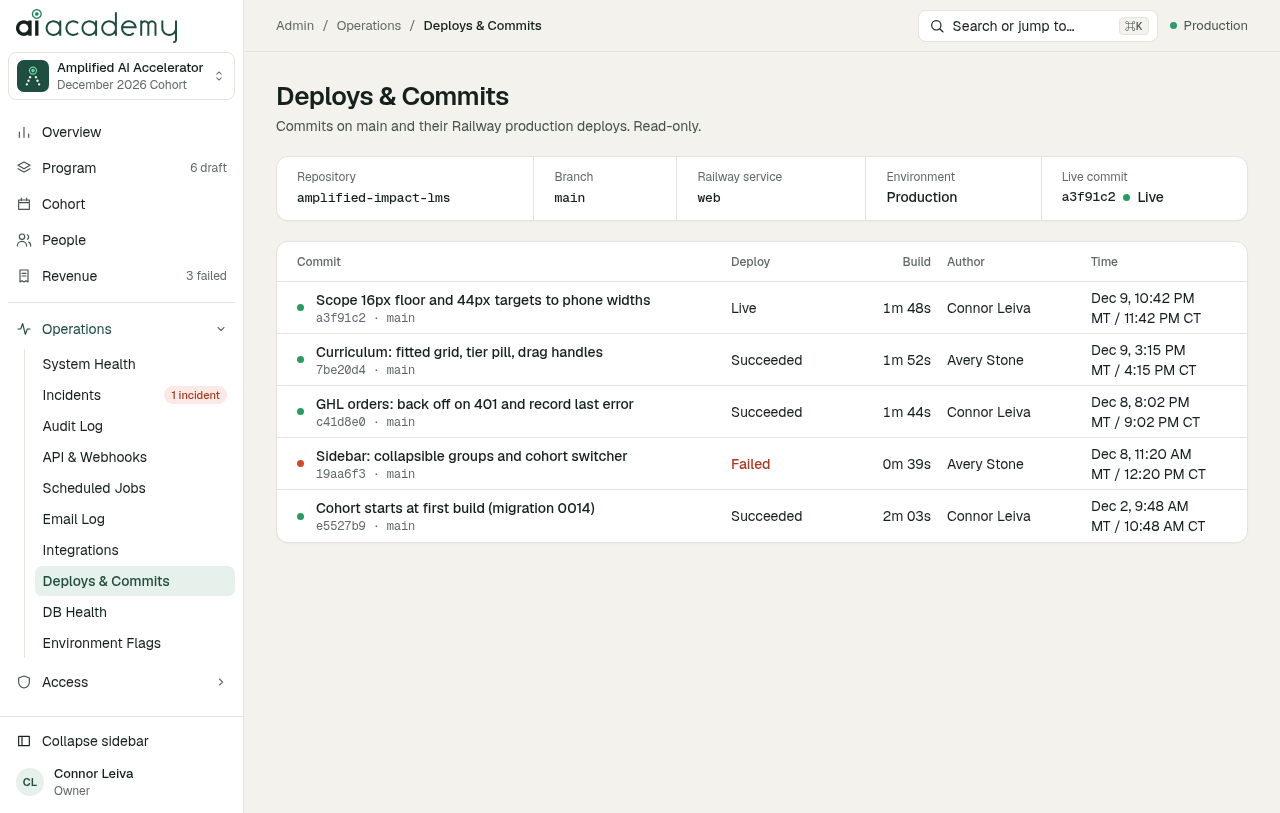 ai academy
Amplified AI Accelerator
December 2026 Cohort
Overview
Program 6 draft
Cohort
People
Revenue 3 failed
Operations
System Health
Incidents 1 incident
Audit Log
API & Webhooks
Scheduled Jobs
Email Log
Integrations
Deploys & Commits
DB Health
Environment Flags
Access
Collapse sidebar
CL
Connor Leiva
Owner
Admin / Operations / Deploys & Commits
Search or jump to… ⌘K
Production
Deploys & Commits
Commits on main and their Railway production deploys. Read-only.
Repository
amplified-impact-lms
Branch
main
Railway service
web
Environment
Production
Live commit
a3f91c2 Live
Commit Deploy Build Author Time
Scope 16px floor and 44px targets to phone widths
a3f91c2 · main
Live 1m 48s Connor Leiva
Dec 9, 10:42 PM
MT / 11:42 PM CT
Curriculum: fitted grid, tier pill, drag handles
7be20d4 · main
Succeeded 1m 52s Avery Stone
Dec 9, 3:15 PM
MT / 4:15 PM CT
GHL orders: back off on 401 and record last error
c41d8e0 · main
Succeeded 1m 44s Connor Leiva
Dec 8, 8:02 PM
MT / 9:02 PM CT
Sidebar: collapsible groups and cohort switcher
19aa6f3 · main
Failed 0m 39s Avery Stone
Dec 8, 11:20 AM
MT / 12:20 PM CT
Cohort starts at first build (migration 0014)
e5527b9 · main
Succeeded 2m 03s Connor Leiva
Dec 2, 9:48 AM
MT / 10:48 AM CT